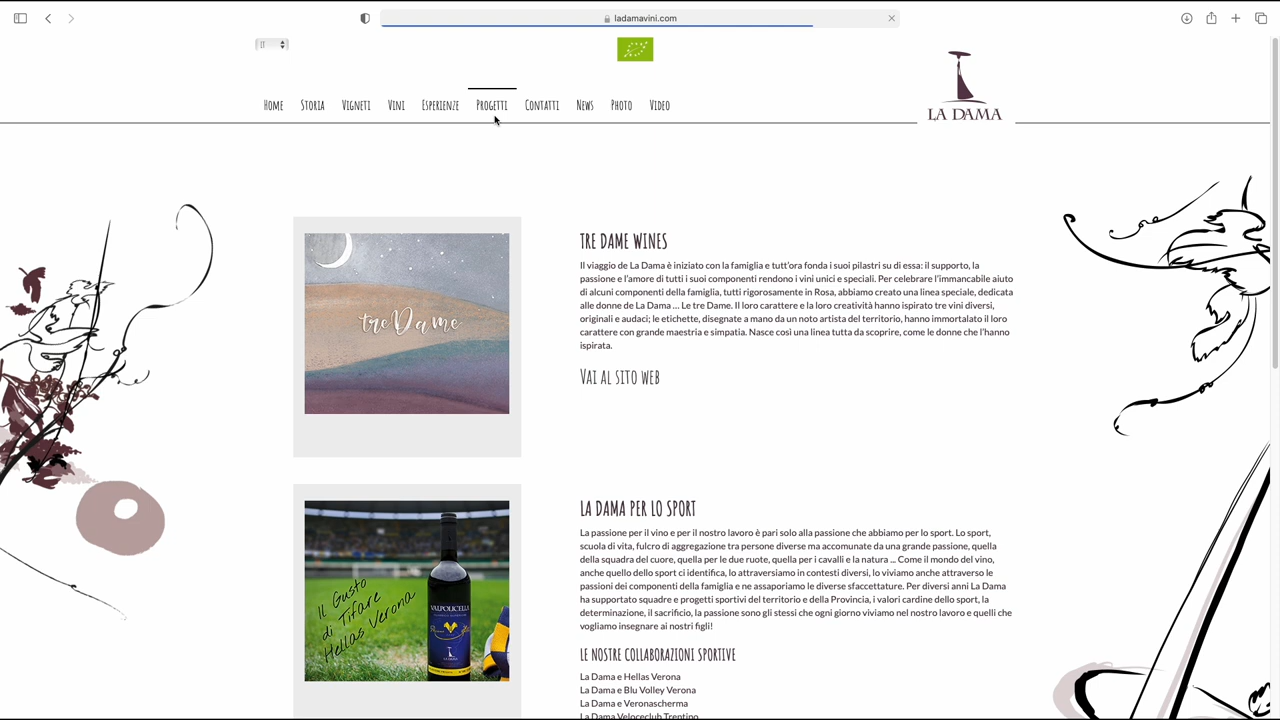 ladamavini.com
IT
HOME STORIA VIGNETI VINI ESPERIENZE PROGETTI CONTATTI NEWS PHOTO VIDEO
LA DAMA
treDame
TRE DAME WINES
Il viaggio de La Dama è iniziato con la famiglia e tutt'ora fonda i suoi pilastri su di essa: il supporto, la
passione e l'amore di tutti i suoi componenti rendono i vini unici e speciali. Per celebrare l'immancabile aiuto
di alcuni componenti della famiglia, tutti rigorosamente in Rosa, abbiamo creato una linea speciale, dedicata
alle donne de La Dama ... Le tre Dame. Il loro carattere e la loro creatività hanno ispirato tre vini diversi,
originali e audaci; le etichette, disegnate a mano da un noto artista del territorio, hanno immortalato il loro
carattere con grande maestria e simpatia. Nasce così una linea tutta da scoprire, come le donne che l'hanno
ispirata.
VAI AL SITO WEB
Il Gusto
di Tifare
Hellas Verona
VALPOLICELLA
LA DAMA
LA DAMA PER LO SPORT
La passione per il vino e per il nostro lavoro è pari solo alla passione che abbiamo per lo sport. Lo sport,
scuola di vita, fulcro di aggregazione tra persone diverse ma accomunate da una grande passione, quella
della squadra del cuore, quella per le due ruote, quella per i cavalli e la natura ... Come il mondo del vino,
anche quello dello sport ci identifica, lo attraversiamo in contesti diversi, lo viviamo anche attraverso le
passioni dei componenti della famiglia e ne assaporiamo le diverse sfaccettature. Per diversi anni La Dama
ha supportato squadre e progetti sportivi del territorio e della Provincia, i valori cardine dello sport, la
determinazione, il sacrificio, la passione sono gli stessi che ogni giorno viviamo nel nostro lavoro e quelli che
vogliamo insegnare ai nostri figli!
LE NOSTRE COLLABORAZIONI SPORTIVE
La Dama e Hellas Verona
La Dama e Blu Volley Verona
La Dama e Veronascherma
La Dama Veloceclub Trentino